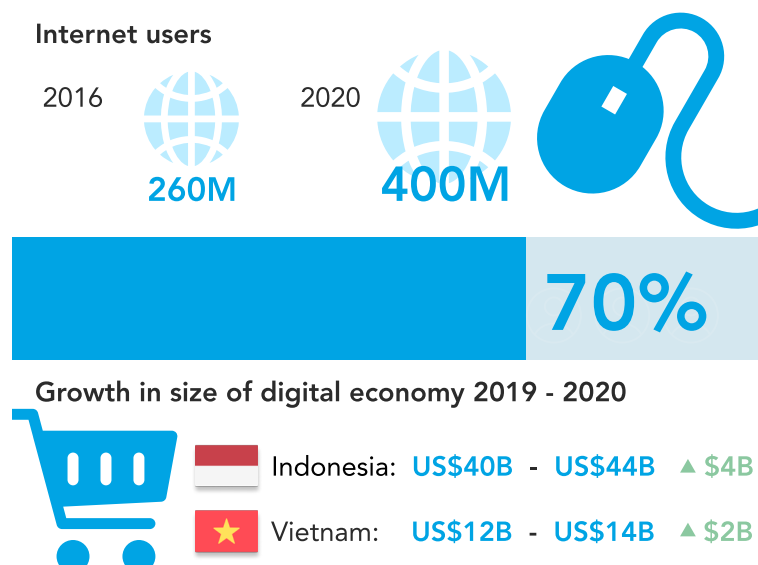 Internet users
2016
2020
260M
400M
70%
Growth in size of digital economy 2019 - 2020
Indonesia: US$40B - US$44B ▲ $4B
Vietnam: US$12B - US$14B ▲ $2B